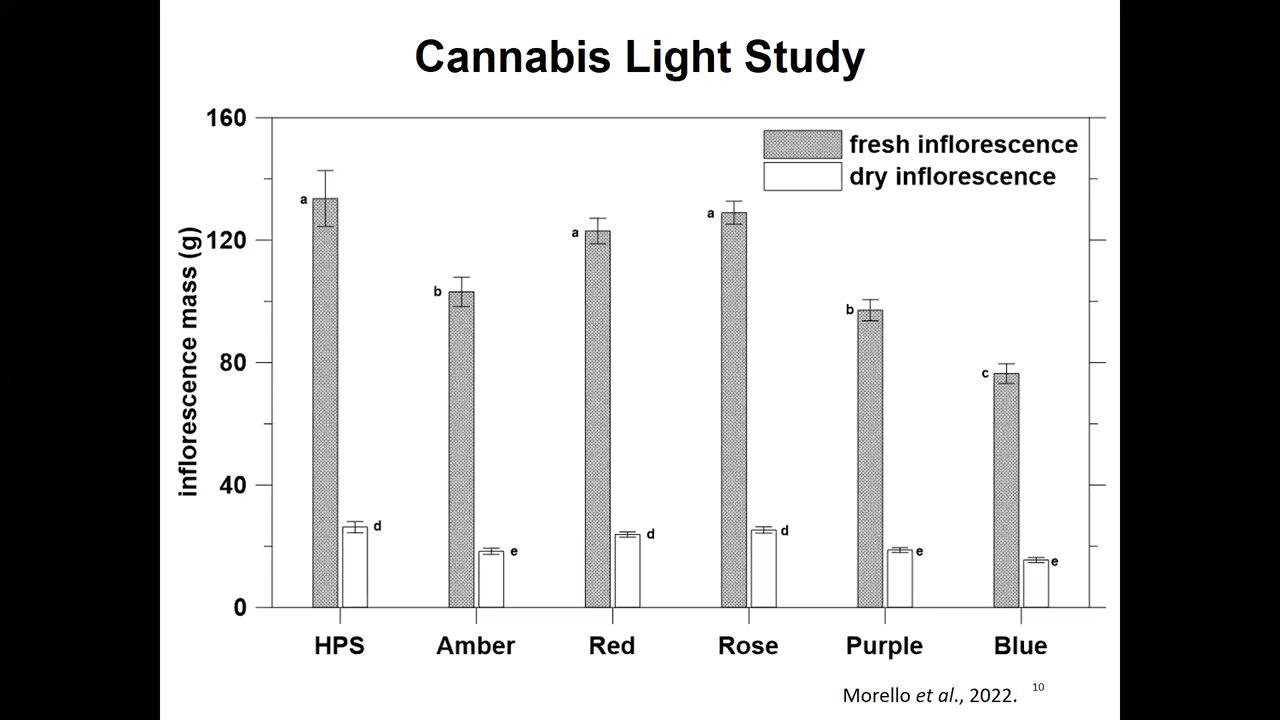 Cannabis Light Study
160
120
80
40
0
inflorescence mass (g)
fresh inflorescence
dry inflorescence
a
d
b
e
a
d
a
d
b
e
c
e
HPS
Amber
Red
Rose
Purple
Blue
Morello et al., 2022.
10